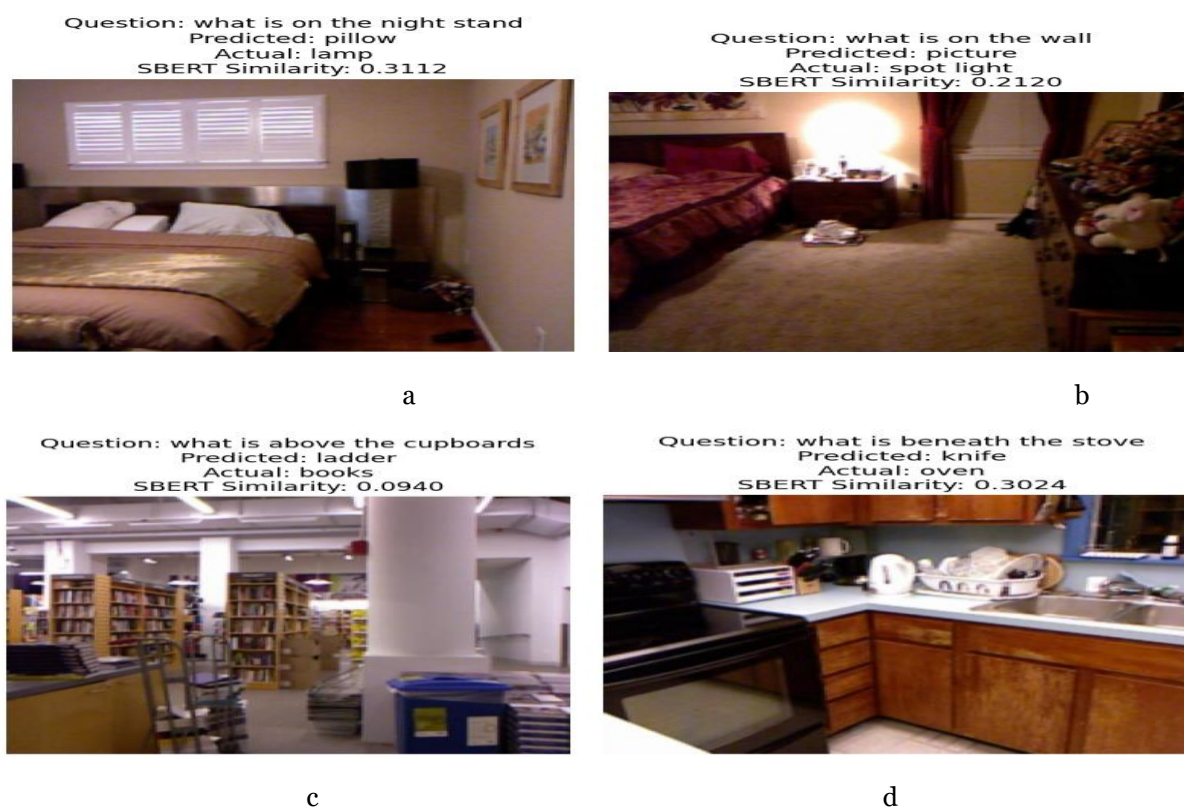 Question: what is on the night stand
Predicted: pillow
Actual: lamp
SBERT Similarity: 0.3112
Question: what is on the wall
Predicted: picture
Actual: spot light
SBERT Similarity: 0.2120
a
b
Question: what is above the cupboards
Predicted: ladder
Actual: books
SBERT Similarity: 0.0940
Question: what is beneath the stove
Predicted: knife
Actual: oven
SBERT Similarity: 0.3024
c
d